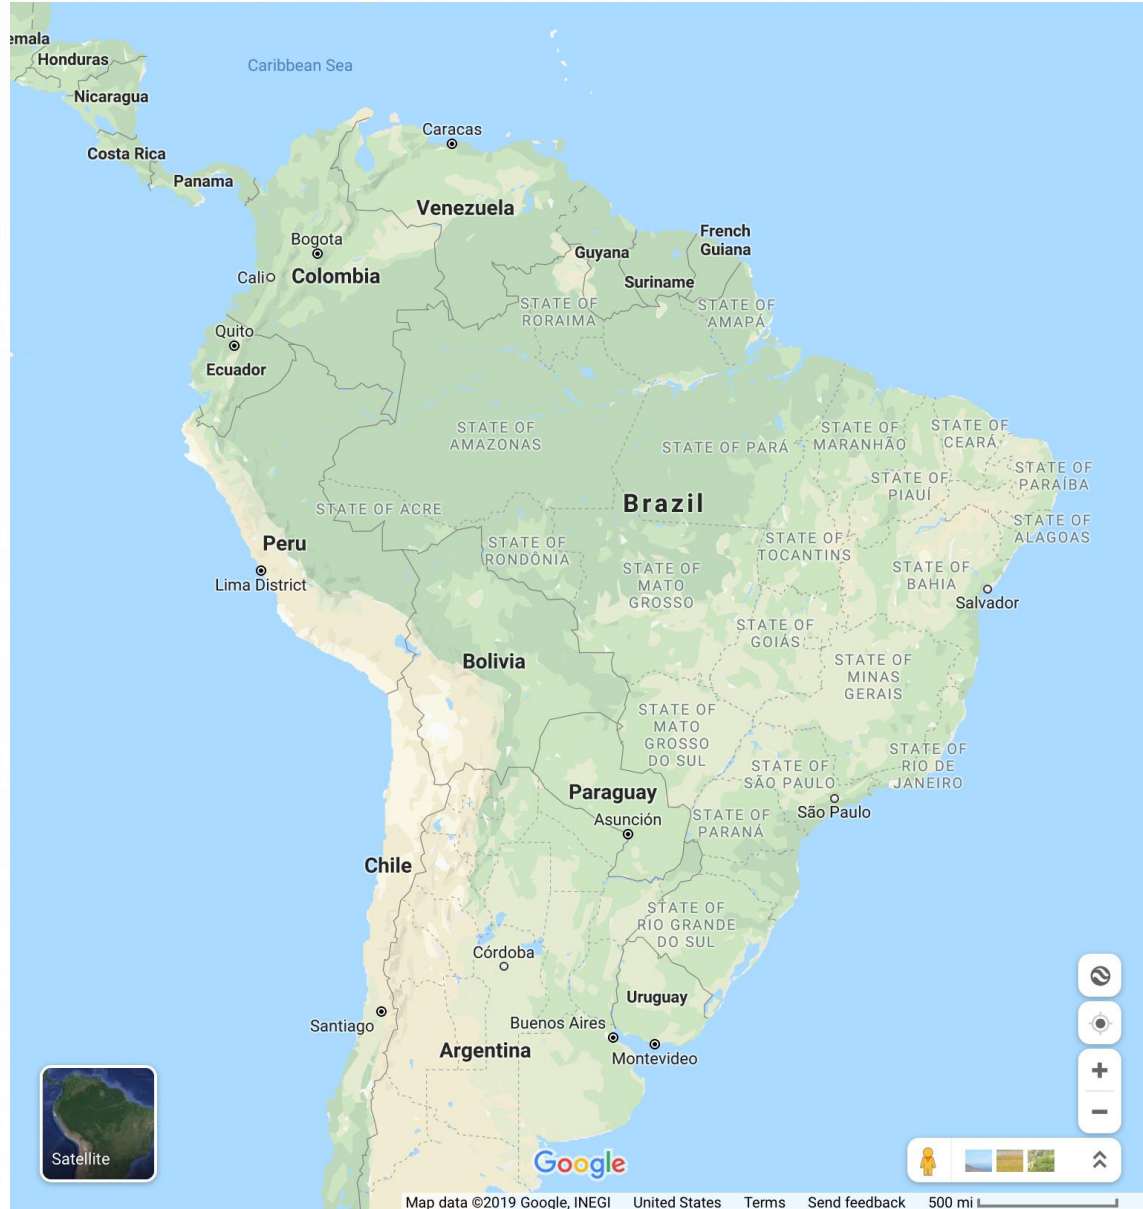 emala
Honduras
Caribbean Sea
Nicaragua
Caracas
Costa Rica
Panama
Venezuela
French
Guiana
Bogota
Guyana
Cali
Colombia
Suriname
STATE OF
RORAIMA
STATE OF
AMAPÁ
Quito
Ecuador
STATE OF
AMAZONAS
STATE OF PARÁ
STATE OF
MARANHÃO
STATE OF
CEARÁ
STATE OF
PARAÍBA
STATE OF
PIAUÍ
STATE OF ACRE
Brazil
STATE OF
ALAGOAS
Peru
STATE OF
RONDÔNIA
STATE OF
TOCANTINS
Lima District
STATE OF
MATO
GROSSO
STATE OF
BAHIA
Salvador
STATE OF
GOIÁS
Bolivia
STATE OF
MINAS
GERAIS
STATE OF
MATO
GROSSO
DO SUL
STATE OF
RIO DE
JANEIRO
STATE OF
SÃO PAULO
Paraguay
São Paulo
Asunción
STATE OF
PARANÁ
Chile
STATE OF
RIO GRANDE
DO SUL
Córdoba
Uruguay
Santiago
Buenos Aires
Argentina
Montevideo
Satellite
Google
Map data ©2019 Google, INEGI United States Terms Send feedback 500 mi